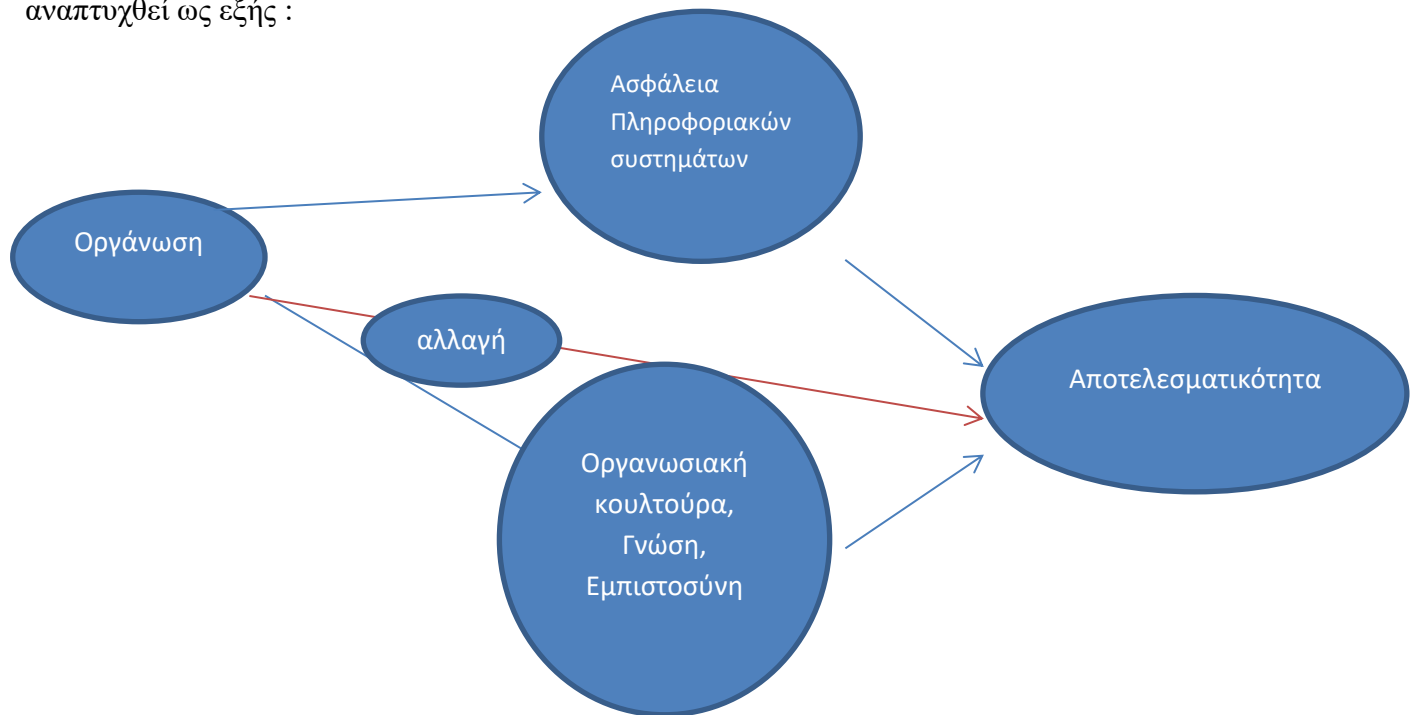 αναπτυχθεί ως εξής :
Ασφάλεια
Πληροφοριακών
συστημάτων
Οργάνωση
αλλαγή
Αποτελεσματικότητα
Οργανωσιακή
κουλτούρα,
Γνώση,
Εμπιστοσύνη